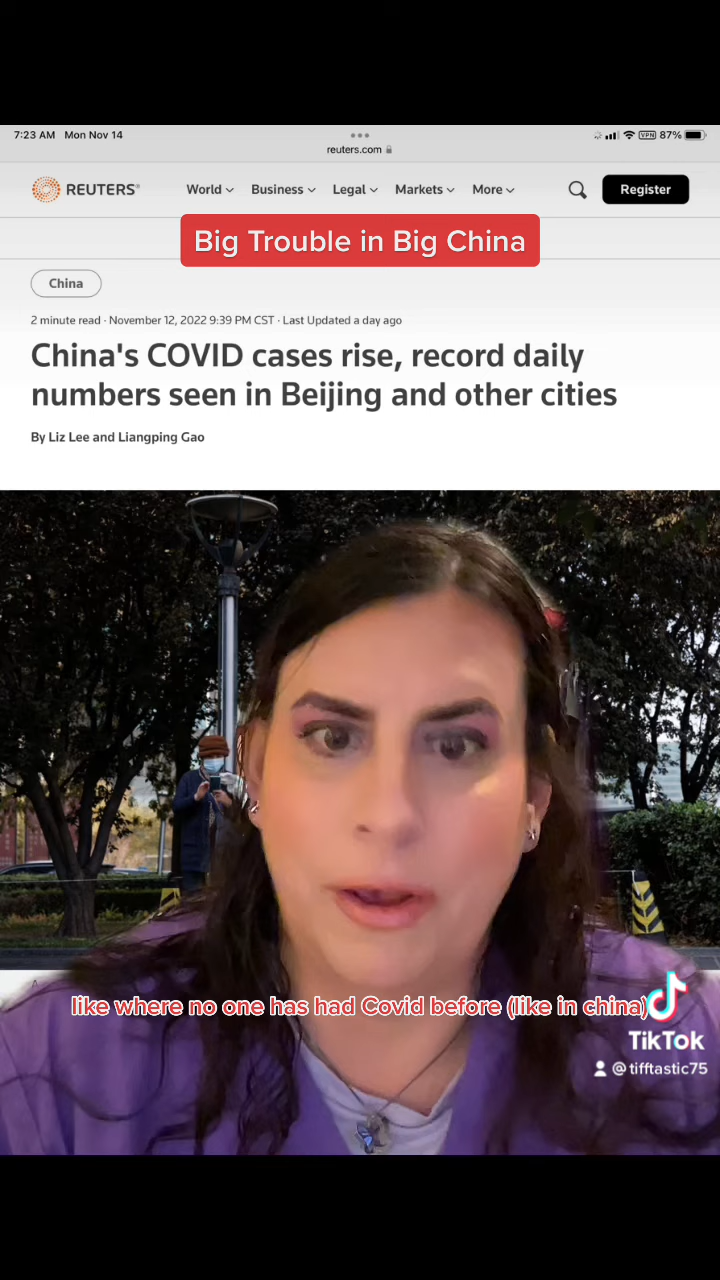 7:23 AM Mon Nov 14
VPN 87%
reuters.com
REUTERS®
World Business Legal Markets More
Register
Big Trouble in Big China
China
2 minute read · November 12, 2022 9:39 PM CST · Last Updated a day ago
China's COVID cases rise, record daily
numbers seen in Beijing and other cities
By Liz Lee and Liangping Gao
like where no one has had Covid before (like in china)
TikTok
@tifftastic75